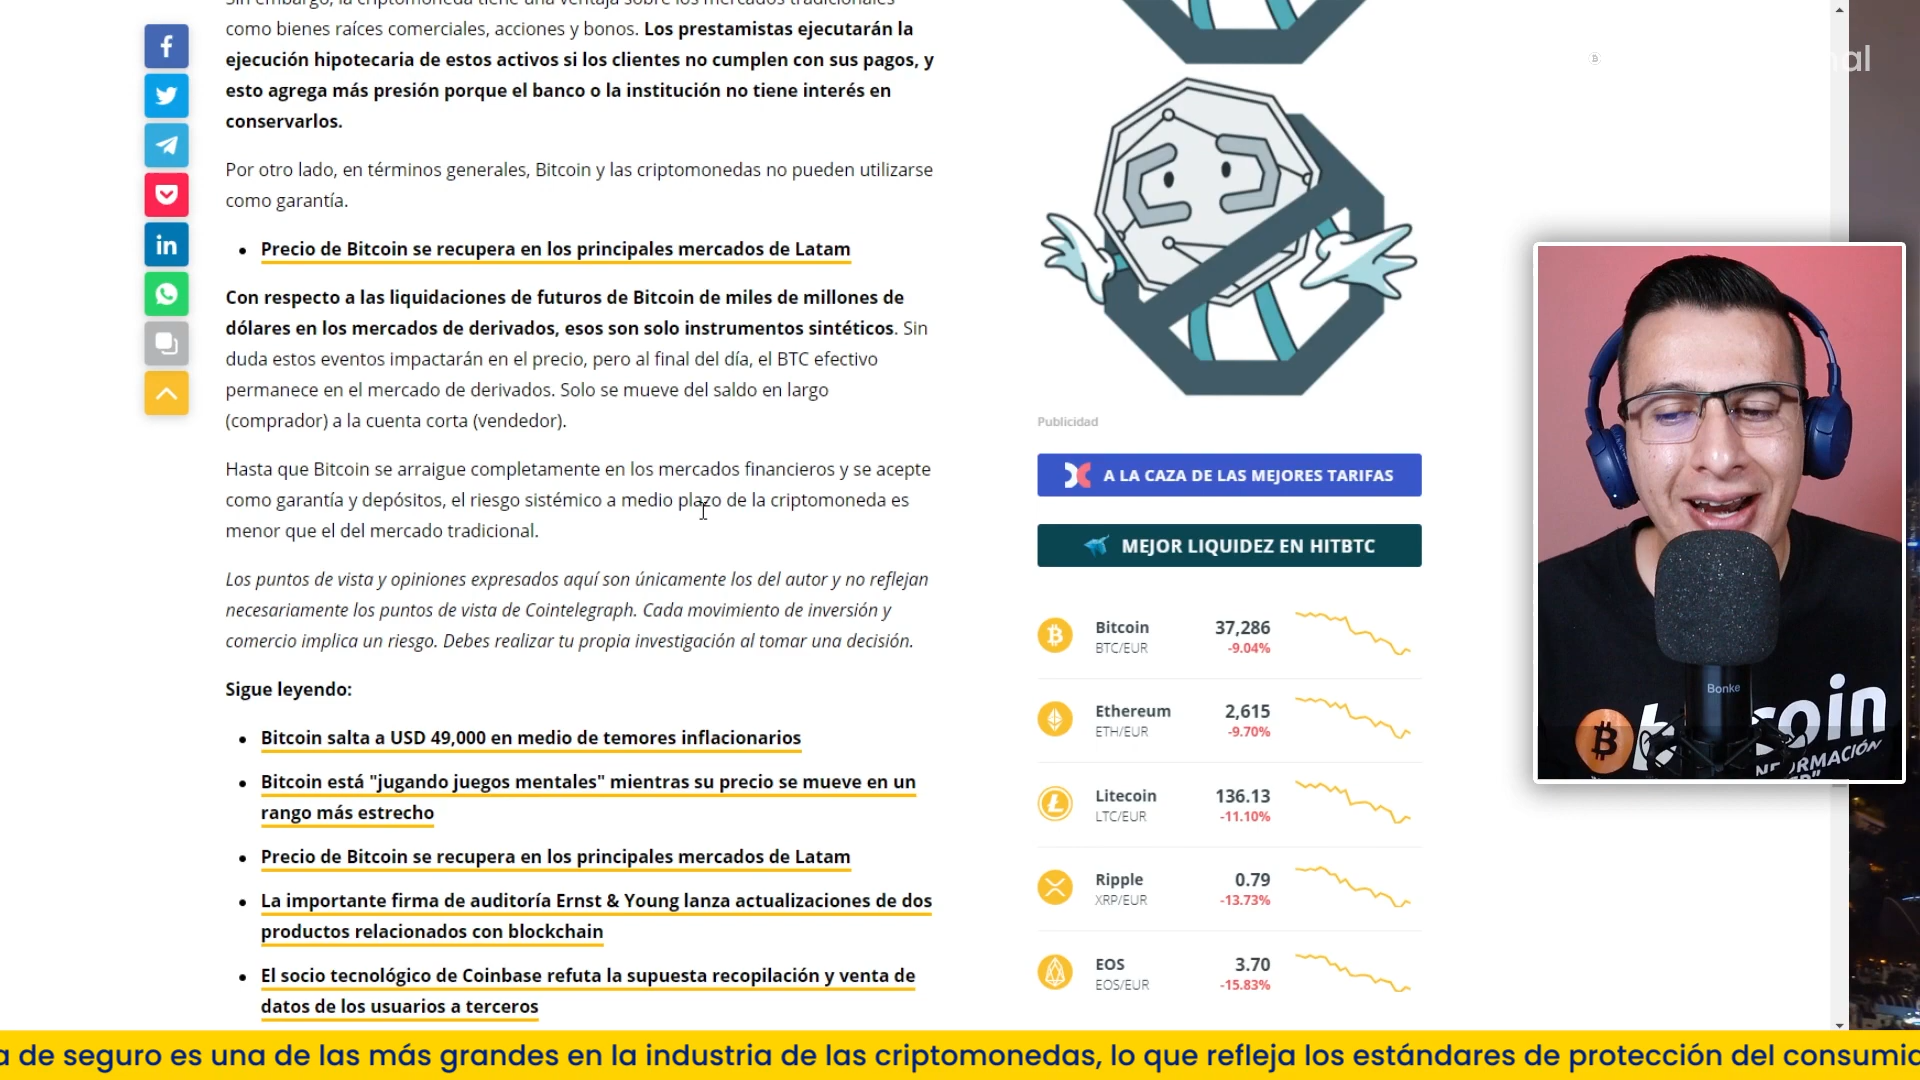 como bienes raíces comerciales, acciones y bonos. Los prestamistas ejecutarán la
ejecución hipotecaria de estos activos si los clientes no cumplen con sus pagos, y
esto agrega más presión porque el banco o la institución no tiene interés en
conservarlos.
Por otro lado, en términos generales, Bitcoin y las criptomonedas no pueden utilizarse
como garantía.
Precio de Bitcoin se recupera en los principales mercados de Latam
Con respecto a las liquidaciones de futuros de Bitcoin de miles de millones de
dólares en los mercados de derivados, esos son solo instrumentos sintéticos. Sin
duda estos eventos impactarán en el precio, pero al final del día, el BTC efectivo
permanece en el mercado de derivados. Solo se mueve del saldo en largo
(comprador) a la cuenta corta (vendedor).
Hasta que Bitcoin se arraigue completamente en los mercados financieros y se acepte
como garantía y depósitos, el riesgo sistémico a medio plazo de la criptomoneda es
menor que el del mercado tradicional.
Los puntos de vista y opiniones expresados aquí son únicamente los del autor y no reflejan
necesariamente los puntos de vista de Cointelegraph. Cada movimiento de inversión y
comercio implica un riesgo. Debes realizar tu propia investigación al tomar una decisión.
Sigue leyendo:
Bitcoin salta a USD 49,000 en medio de temores inflacionarios
Bitcoin está "jugando juegos mentales" mientras su precio se mueve en un
rango más estrecho
Precio de Bitcoin se recupera en los principales mercados de Latam
La importante firma de auditoría Ernst & Young lanza actualizaciones de dos
productos relacionados con blockchain
El socio tecnológico de Coinbase refuta la supuesta recopilación y venta de
datos de los usuarios a terceros
Publicidad
A LA CAZA DE LAS MEJORES TARIFAS
MEJOR LIQUIDEZ EN HITBTC
Bitcoin 37,286
BTC/EUR -9.04%
Ethereum 2,615
ETH/EUR -9.70%
Litecoin 136.13
LTC/EUR -11.10%
Ripple 0.79
XRP/EUR -13.73%
EOS 3.70
EOS/EUR -15.83%
nal
Bonke
coin
a de seguro es una de las más grandes en la industria de las criptomonedas, lo que refleja los estándares de protección del consumi